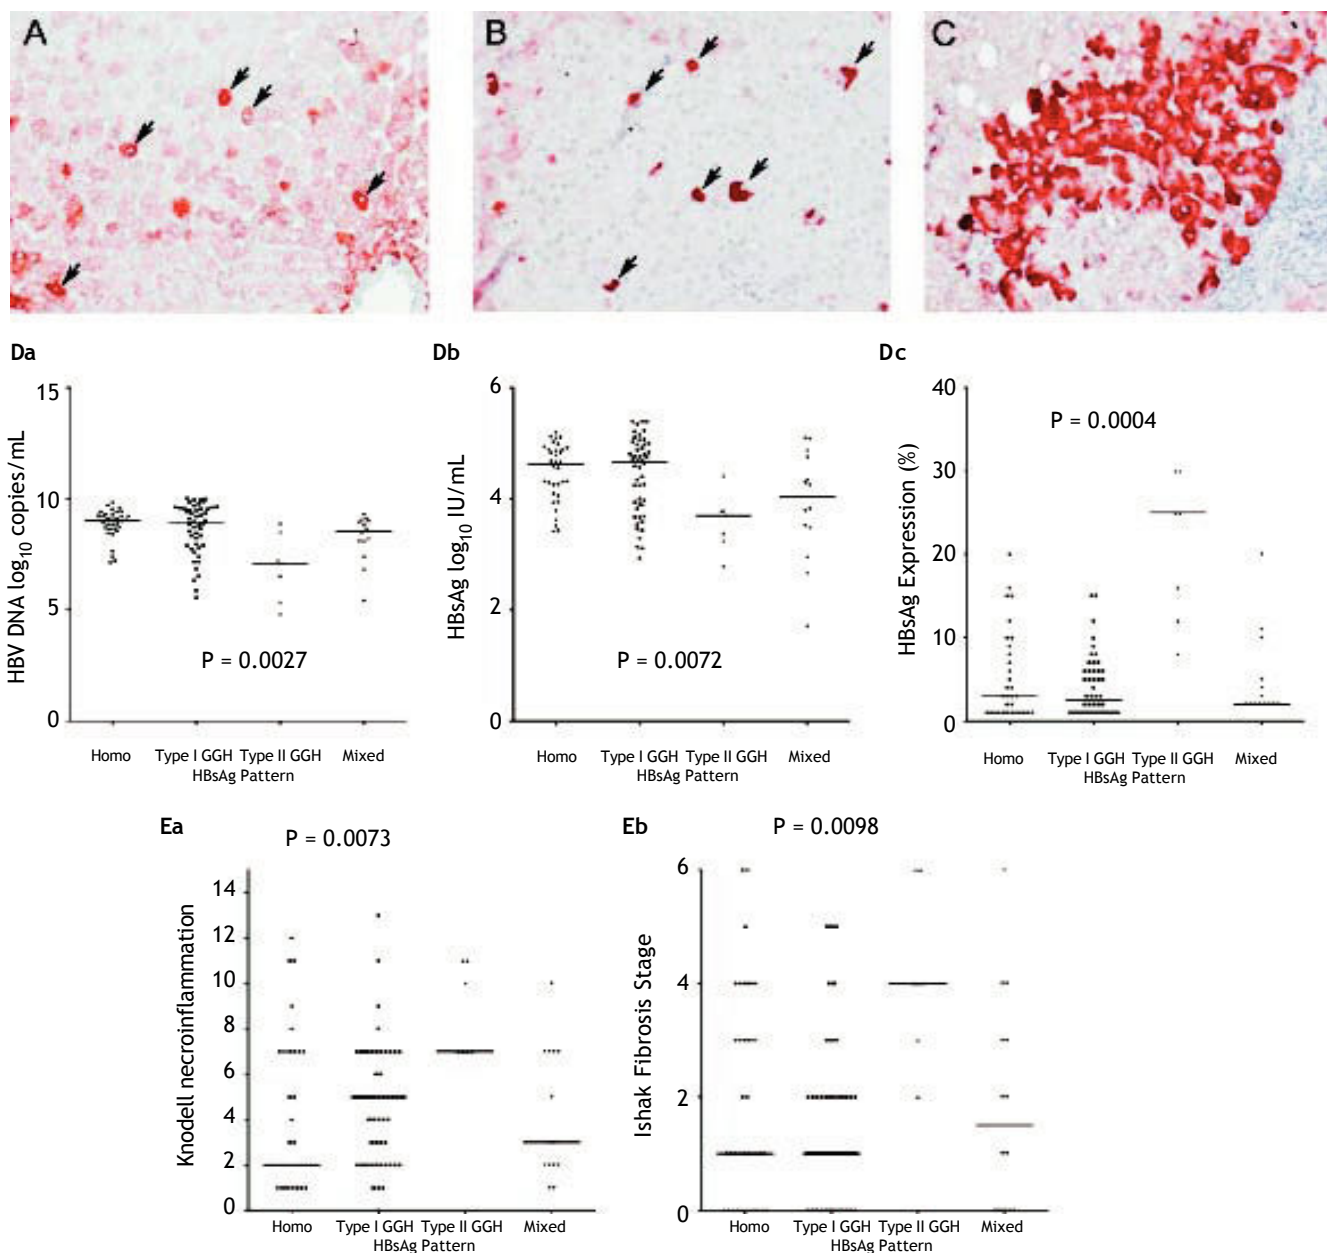 A
B
C
Da
Db
Dc
15
10
5
0
HBV DNA log10 copies/mL
P = 0.0027
Homo Type I GGH Type II GGH Mixed
HBsAg Pattern
6
4
2
0
HBsAg log10 IU/mL
P = 0.0072
Homo Type I GGH Type II GGH Mixed
HBsAg Pattern
40
30
20
10
0
HBsAg Expression (%)
P = 0.0004
Homo Type I GGH Type II GGH Mixed
HBsAg Pattern
Ea
P = 0.0073
14
12
10
8
6
4
2
0
Knodell necroinflammation
Homo Type I GGH Type II GGH Mixed
HBsAg Pattern
Eb
P = 0.0098
6
4
2
0
Ishak Fibrosis Stage
Homo Type I GGH Type II GGH Mixed
HBsAg Pattern